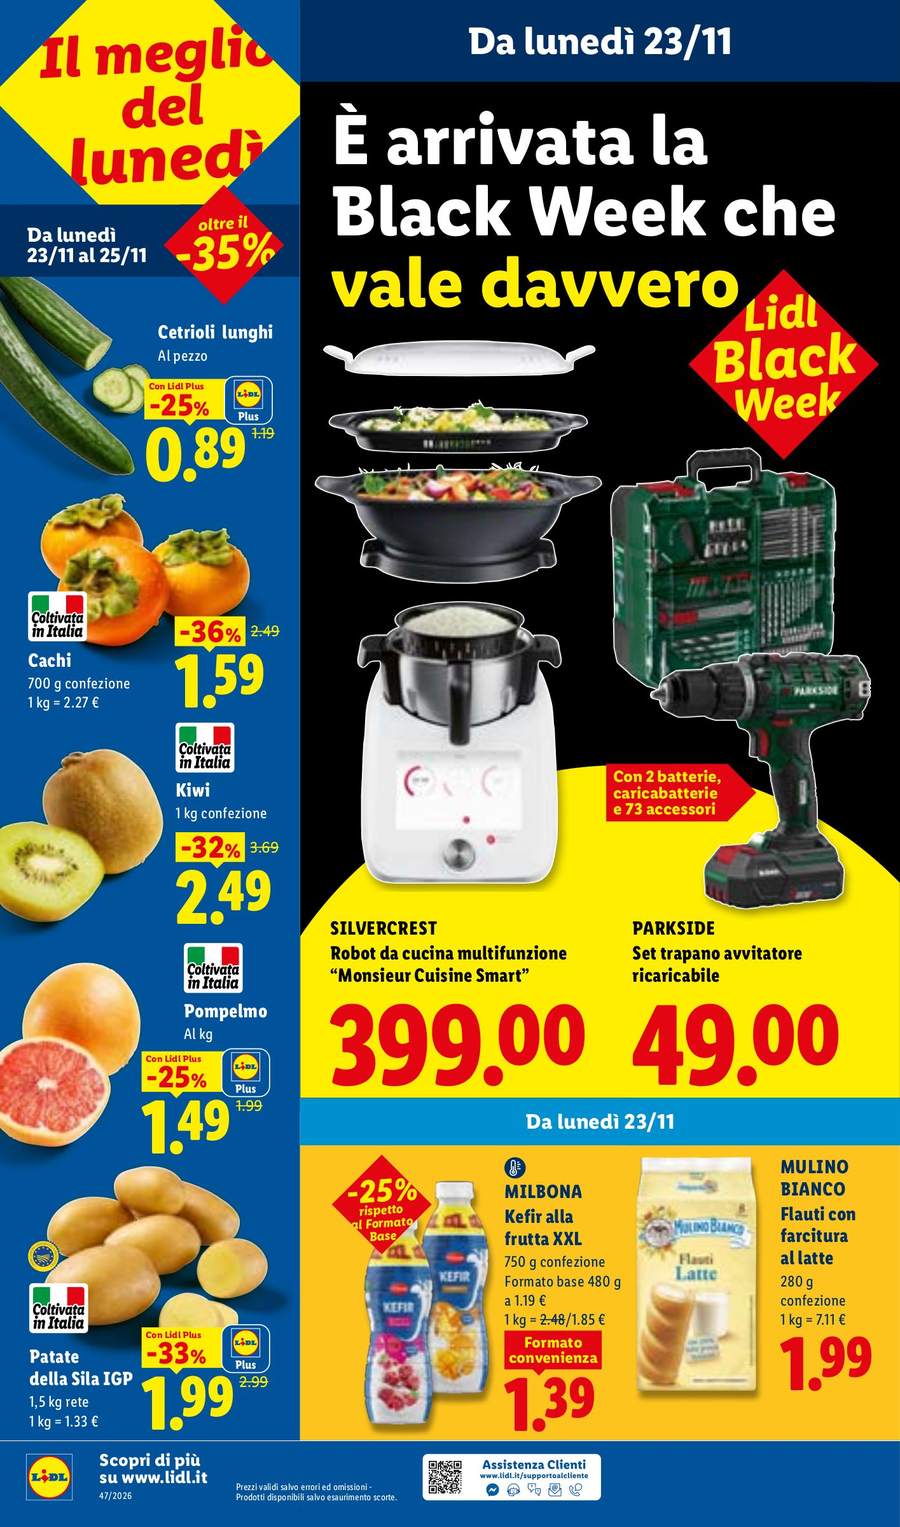 Il meglio
del
lunedì
Da lunedì
23/11 al 25/11
oltre il
-35%
Cetrioli lunghi
Al pezzo
Con Lidl Plus
-25%
LIDL
Plus
1.19
0.89
Coltivata
in Italia
Cachi
700 g confezione
1 kg = 2.27 €
-36%
2.49
1.59
Coltivata
in Italia
Kiwi
1 kg confezione
-32%
3.69
2.49
Coltivata
in Italia
Pompelmo
Al kg
Con Lidl Plus
-25%
LIDL
Plus
1.99
1.49
Coltivata
in Italia
Patate
della Sila IGP
1,5 kg rete
1 kg = 1.33 €
Con Lidl Plus
-33%
LIDL
Plus
2.99
1.99
Da lunedì 23/11
È arrivata la
Black Week che
vale davvero
Lidl
Black
Week
PARKSIDE
Con 2 batterie,
caricabatterie
e 73 accessori
SILVERCREST
Robot da cucina multifunzione
“Monsieur Cuisine Smart”
399.00
PARKSIDE
Set trapano avvitatore
ricaricabile
49.00
Da lunedì 23/11
-25%
rispetto
al Formato
Base
KEFIR
KEFIR
MILBONA
Kefir alla
frutta XXL
750 g confezione
Formato base 480 g
a 1.19 €
1 kg = 2.48/1.85 €
Formato
convenienza
1.39
MULINO BIANCO
Flauti
Latte
MULINO
BIANCO
Flauti con
farcitura
al latte
280 g
confezione
1 kg = 7.11 €
1.99
LIDL
Scopri di più
su www.lidl.it
47/2026
Prezzi validi salvo errori ed omissioni -
Prodotti disponibili salvo esaurimento scorte.
Assistenza Clienti
www.lidl.it/supportoalcliente